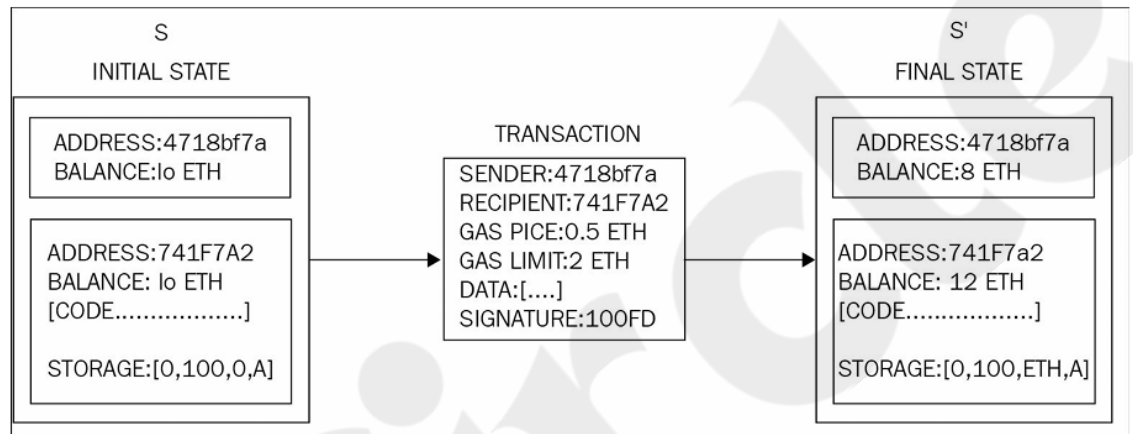 S
INITIAL STATE
ADDRESS:4718bf7a
BALANCE:lo ETH
ADDRESS:741F7A2
BALANCE: lo ETH
[CODE...................]
STORAGE:[0,100,0,A]
TRANSACTION
SENDER:4718bf7a
RECIPIENT:741F7A2
GAS PICE:0.5 ETH
GAS LIMIT:2 ETH
DATA:[....]
SIGNATURE:100FD
S'
FINAL STATE
ADDRESS:4718bf7a
BALANCE:8 ETH
ADDRESS:741F7a2
BALANCE: 12 ETH
[CODE...................]
STORAGE:[0,100,ETH,A]